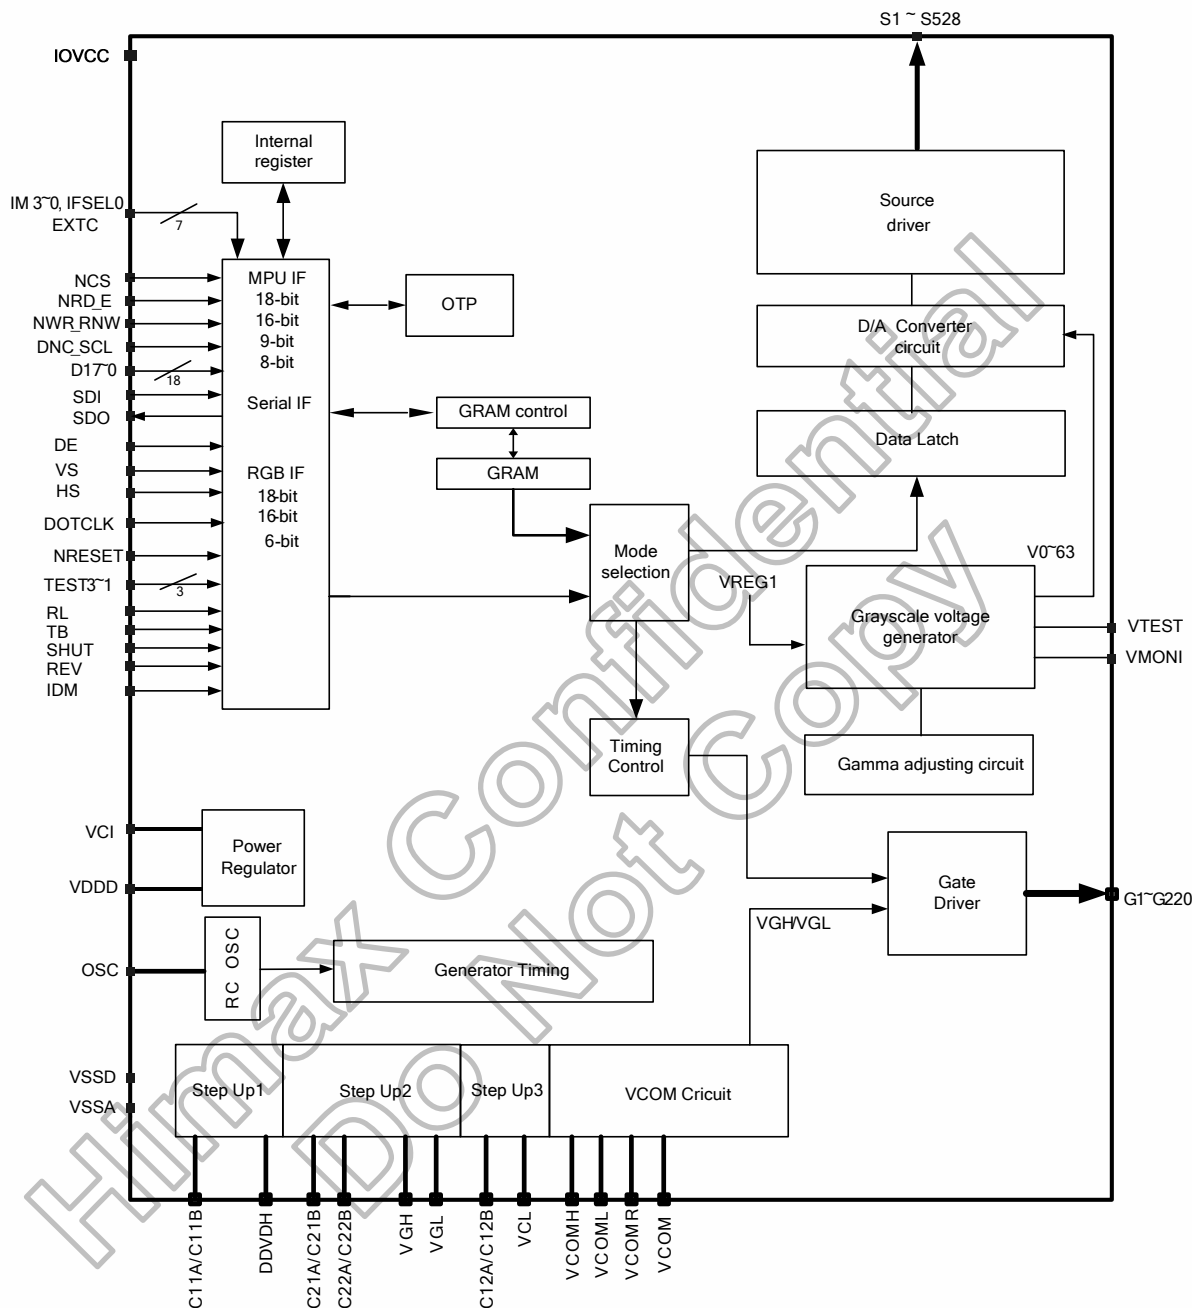 S1 ~ S528
IOVCC
Internal
register
IM 3~0, IFSEL0
EXTC
7
Source
driver
NCS
NRD_E
NWR_RNW
DNC_SCL
D17~0
18
SDI
SDO
DE
VS
HS
DOTCLK
NRESET
TEST3~1
3
RL
TB
SHUT
REV
IDM
MPU IF
18-bit
16-bit
9-bit
8-bit
Serial IF
RGB IF
18-bit
16-bit
6-bit
OTP
D/A Converter
circuit
GRAM control
GRAM
Data Latch
Mode
selection
V0~63
VREG1
Grayscale voltage
generator
VTEST
VMONI
Timing
Control
Gamma adjusting circuit
VCI
VDDD
Power
Regulator
Gate
Driver
G1~G220
VGH/VGL
OSC
RC OSC
Generator Timing
VSSD
VSSA
Step Up1
Step Up2
Step Up3
VCOM Cricuit
C11A/C11B
DDVDH
C21A/C21B
C22A/C22B
VGH
VGL
C12A/C12B
VCL
VCOMH
VCOML
VCOMR
VCOM
Himax Confidential
Do Not Copy